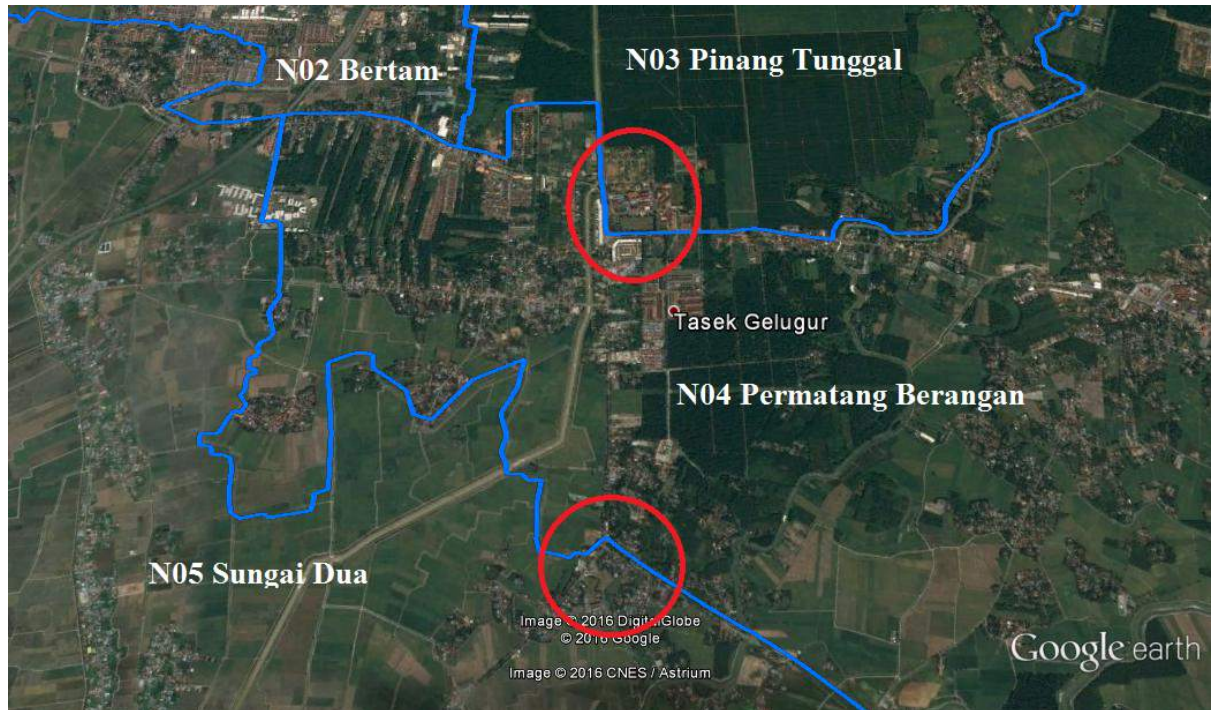 N02 Bertam
N03 Pinang Tunggal
Tasek Gelugur
N04 Permatang Berangan
N05 Sungai Dua
Image © 2016 DigitalGlobe
© 2016 Google
Image © 2016 CNES / Astrium
Google earth